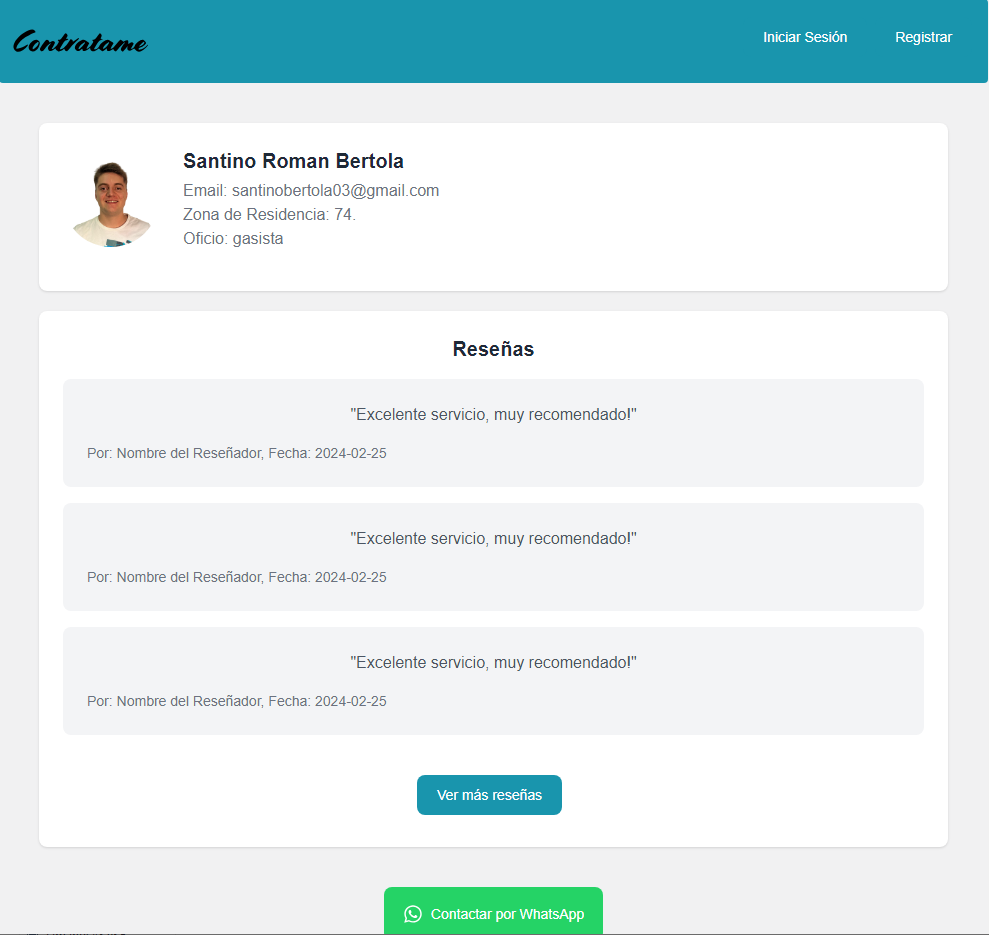 Contratame
Iniciar Sesión
Registrar
Santino Roman Bertola
Email: santinobertola03@gmail.com
Zona de Residencia: 74.
Oficio: gasista
Reseñas
"Excelente servicio, muy recomendado!"
Por: Nombre del Reseñador, Fecha: 2024-02-25
"Excelente servicio, muy recomendado!"
Por: Nombre del Reseñador, Fecha: 2024-02-25
"Excelente servicio, muy recomendado!"
Por: Nombre del Reseñador, Fecha: 2024-02-25
Ver más reseñas
Contactar por WhatsApp